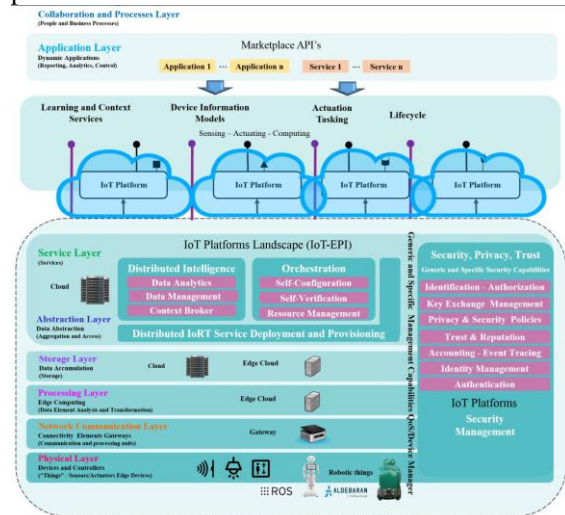 Collaboration and Processes Layer
(People and Business Processes)
Application Layer
Dynamic Applications
(Reporting, Analytics, Control)
Marketplace API's
Application 1 ... Application n
Service 1 ... Service n
Learning and Context
Services
Device Information
Models
Actuation
Tasking
Lifecycle
Sensing – Actuating - Computing
IoT Platform
IoT Platform
IoT Platform
IoT Platform
Service Layer
(Services)
Cloud
IoT Platforms Landscape (IoT-EPI)
Distributed Intelligence
Data Analytics
Data Management
Context Broker
Orchestration
Self-Configuration
Self-Verification
Resource Management
Abstraction Layer
Data Abstraction
(Aggregation and Access)
Distributed IoRT Service Deployment and Provisioning
Storage Layer
Data Accumulation
(Storage)
Cloud
Edge Cloud
Processing Layer
Edge Computing
(Data Element Analysis and Transformation)
Edge Cloud
Network Communication Layer
Connectivity Elements Gateways
(Communication and processing units)
Gateway
Physical Layer
Devices and Controllers
("Things" - Sensors/Actuators Edge Devices)
Robotic things
ROS
ALDEBARAN
Generic and Specific Management Capabilities QoS/Device Manager
Security, Privacy, Trust
Generic and Specific Security Capabilities
Identification - Authorization
Key Exchange Management
Privacy & Security Policies
Trust & Reputation
Accounting - Event Tracing
Identity Management
Authentication
IoT Platforms
Security
Management